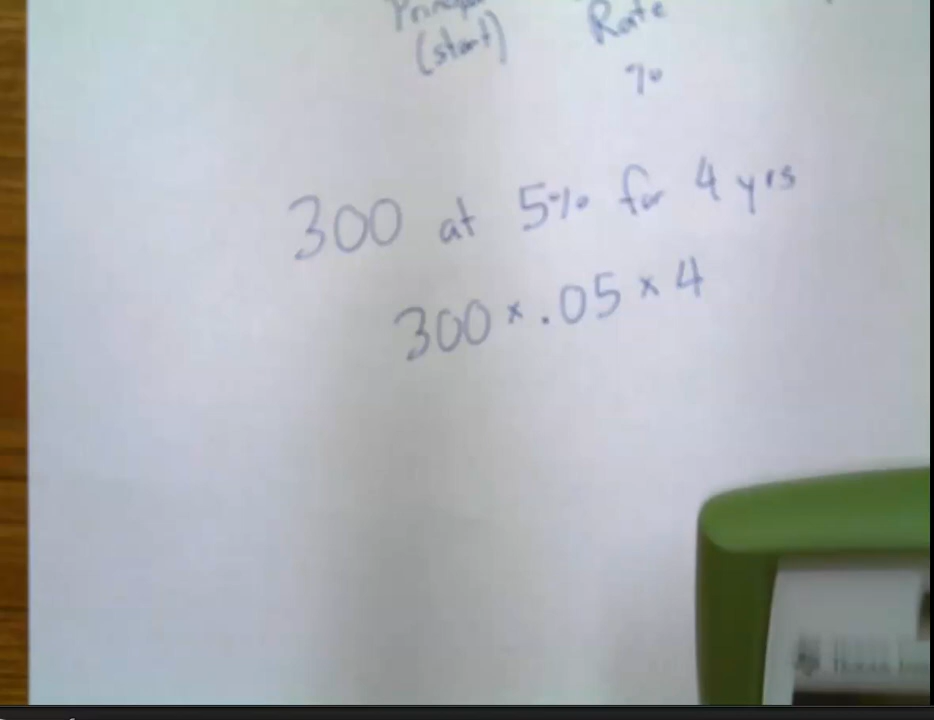 Rate
(start)
%
300 at 5% for 4 yrs
300 × .05 × 4